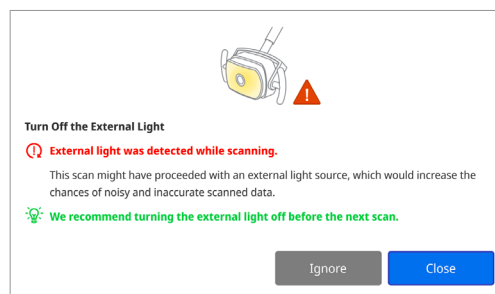 Turn Off the External Light
External light was detected while scanning.
This scan might have proceeded with an external light source, which would increase the
chances of noisy and inaccurate scanned data.
We recommend turning the external light off before the next scan.
Ignore
Close